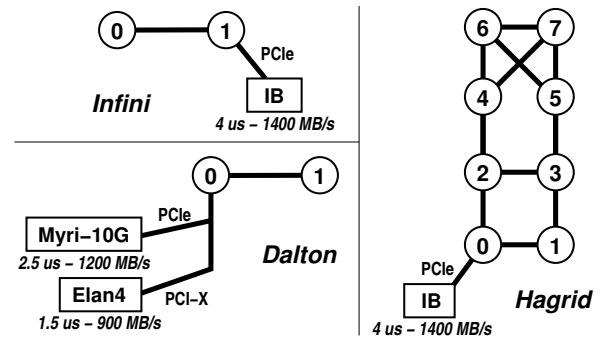 0
1
PCIe
IB
Infini
4 us − 1400 MB/s
0
1
PCIe
Myri−10G
2.5 us − 1200 MB/s
Dalton
Elan4
PCI−X
1.5 us − 900 MB/s
6
7
4
5
2
3
0
1
PCIe
IB
Hagrid
4 us − 1400 MB/s